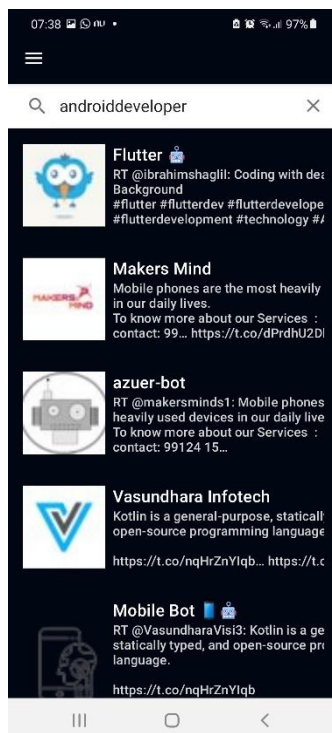 07:38 nu • 97%
androiddeveloper
Flutter 🤖
RT @ibrahimshaglil: Coding with dea
Background
#flutter #flutterdev #flutterdevelope
#flutterdevelopment #technology #A
MAKERS MIND
Makers Mind
Mobile phones are the most heavily
in our daily lives.
To know more about our Services :
contact: 99... https://t.co/dPrdhU2Dl
azuer-bot
RT @makersminds1: Mobile phones
heavily used devices in our daily live
To know more about our Services :
contact: 99124 15...
Vasundhara Infotech
Kotlin is a general-purpose, staticall
open-source programming language
https://t.co/nqHrZnYIqb... https://t.c
Mobile Bot 📱 🤖
RT @VasundharaVisi3: Kotlin is a ge
statically typed, and open-source pro
language.
https://t.co/nqHrZnYIqb